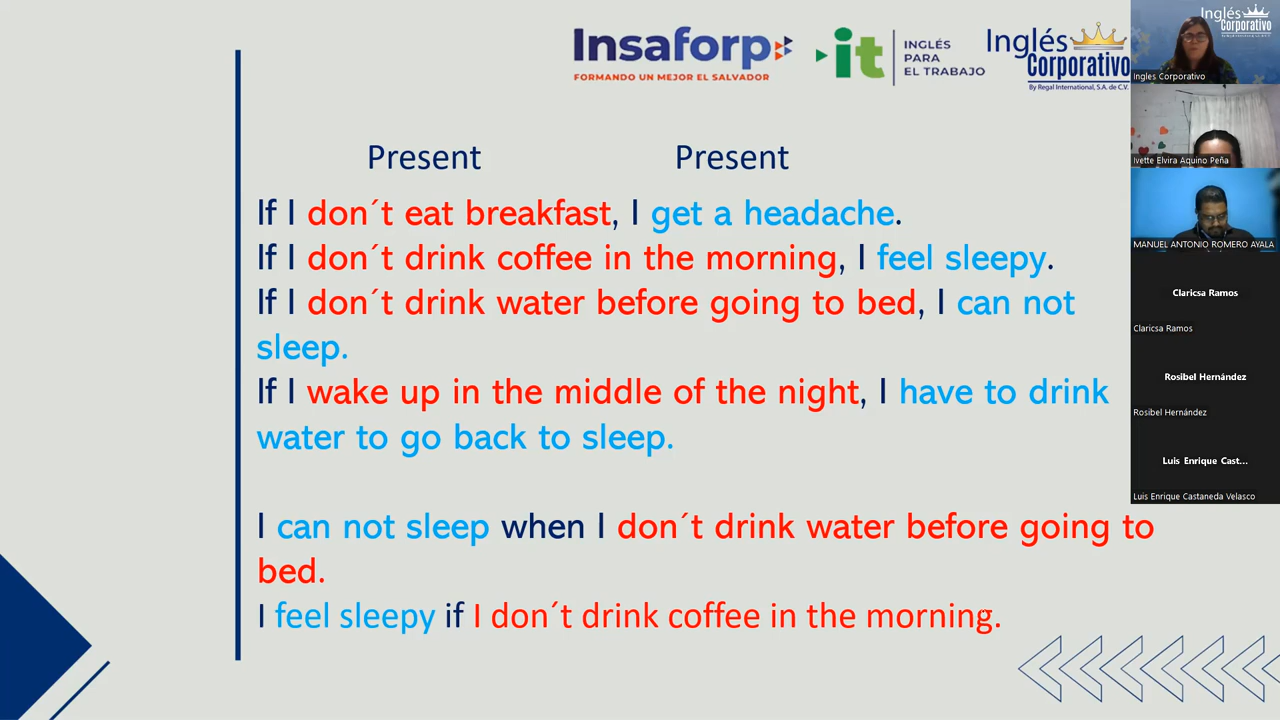 Insaforp
FORMANDO UN MEJOR EL SALVADOR
it
INGLÉS
PARA
EL TRABAJO
Inglés
Corporativo
By Regal International, S.A. de C.V.
Inglés
Corporativo
Ingles Corporativo
Ivette Elvira Aquino Peña
MANUEL ANTONIO ROMERO AYALA
Claricsa Ramos
Claricsa Ramos
Rosibel Hernández
Rosibel Hernández
Luis Enrique Cast...
Luis Enrique Castaneda Velasco
Present Present
If I don´t eat breakfast, I get a headache.
If I don´t drink coffee in the morning, I feel sleepy.
If I don´t drink water before going to bed, I can not
sleep.
If I wake up in the middle of the night, I have to drink
water to go back to sleep.
I can not sleep when I don´t drink water before going to
bed.
I feel sleepy if I don´t drink coffee in the morning.